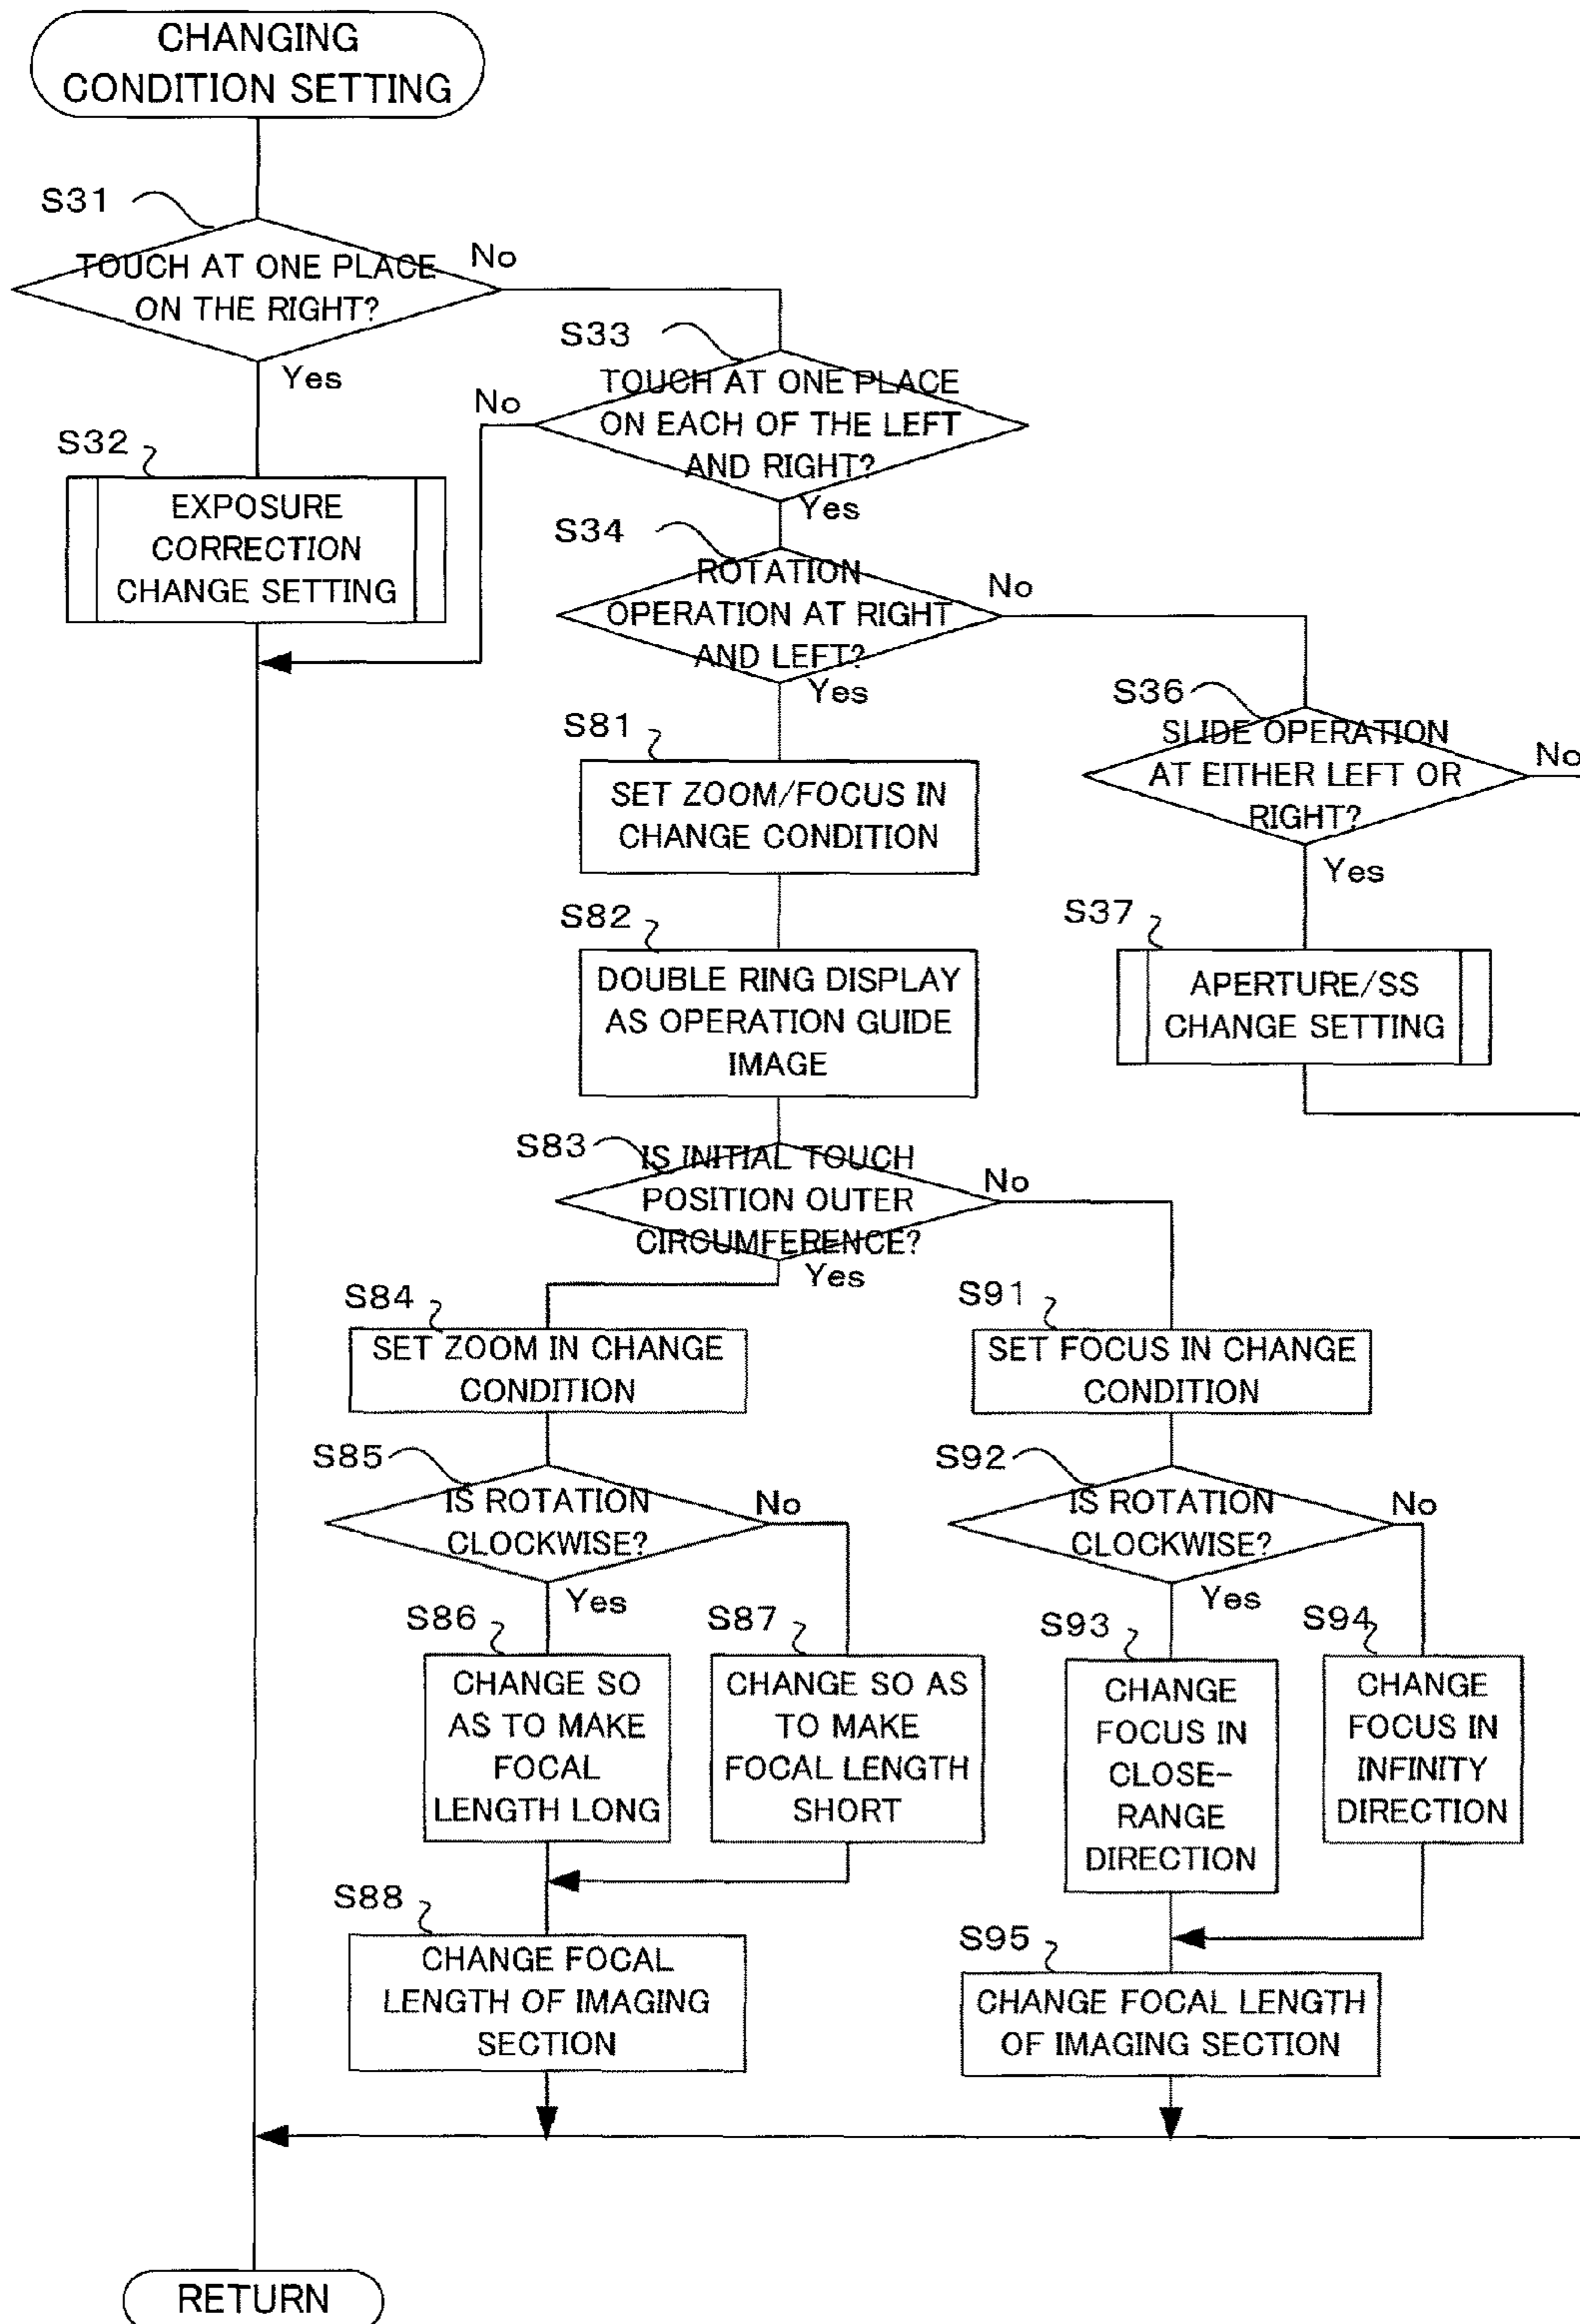 CHANGING
CONDITION SETTING
S31
TOUCH AT ONE PLACE
ON THE RIGHT?
No
Yes
S33
TOUCH AT ONE PLACE
ON EACH OF THE LEFT
AND RIGHT?
No
Yes
S32
EXPOSURE
CORRECTION
CHANGE SETTING
S34
ROTATION
OPERATION AT RIGHT
AND LEFT?
No
Yes
S36
SLIDE OPERATION
AT EITHER LEFT OR
RIGHT?
No
Yes
S81
SET ZOOM/FOCUS IN
CHANGE CONDITION
S37
APERTURE/SS
CHANGE SETTING
S82
DOUBLE RING DISPLAY
AS OPERATION GUIDE
IMAGE
S83
IS INITIAL TOUCH
POSITION OUTER
CIRCUMFERENCE?
No
Yes
S84
SET ZOOM IN CHANGE
CONDITION
S91
SET FOCUS IN CHANGE
CONDITION
S85
IS ROTATION
CLOCKWISE?
No
Yes
S92
IS ROTATION
CLOCKWISE?
No
Yes
S86
CHANGE SO
AS TO MAKE
FOCAL
LENGTH LONG
S87
CHANGE SO AS
TO MAKE
FOCAL LENGTH
SHORT
S93
CHANGE
FOCUS IN
CLOSE-
RANGE
DIRECTION
S94
CHANGE
FOCUS IN
INFINITY
DIRECTION
S88
CHANGE FOCAL
LENGTH OF IMAGING
SECTION
S95
CHANGE FOCAL LENGTH
OF IMAGING SECTION
RETURN